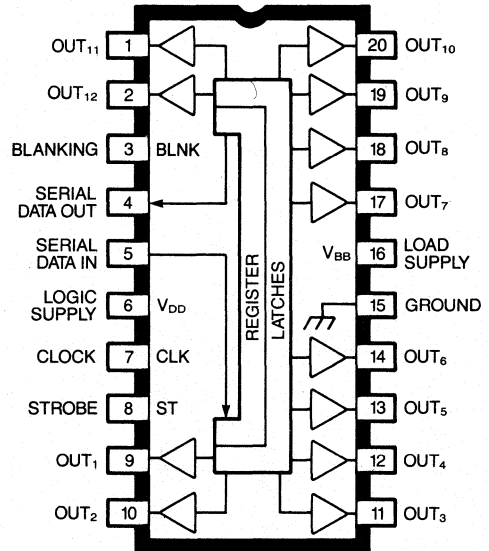 OUT₁₁ 1 20 OUT₁₀
OUT₁₂ 2 19 OUT₉
BLANKING 3 BLNK 18 OUT₈
SERIAL
DATA OUT 4 17 OUT₇
SERIAL
DATA IN 5 V_BB 16 LOAD
SUPPLY
LOGIC
SUPPLY 6 V_DD 15 GROUND
CLOCK 7 CLK 14 OUT₆
STROBE 8 ST 13 OUT₅
OUT₁ 9 12 OUT₄
OUT₂ 10 11 OUT₃
REGISTER
LATCHES